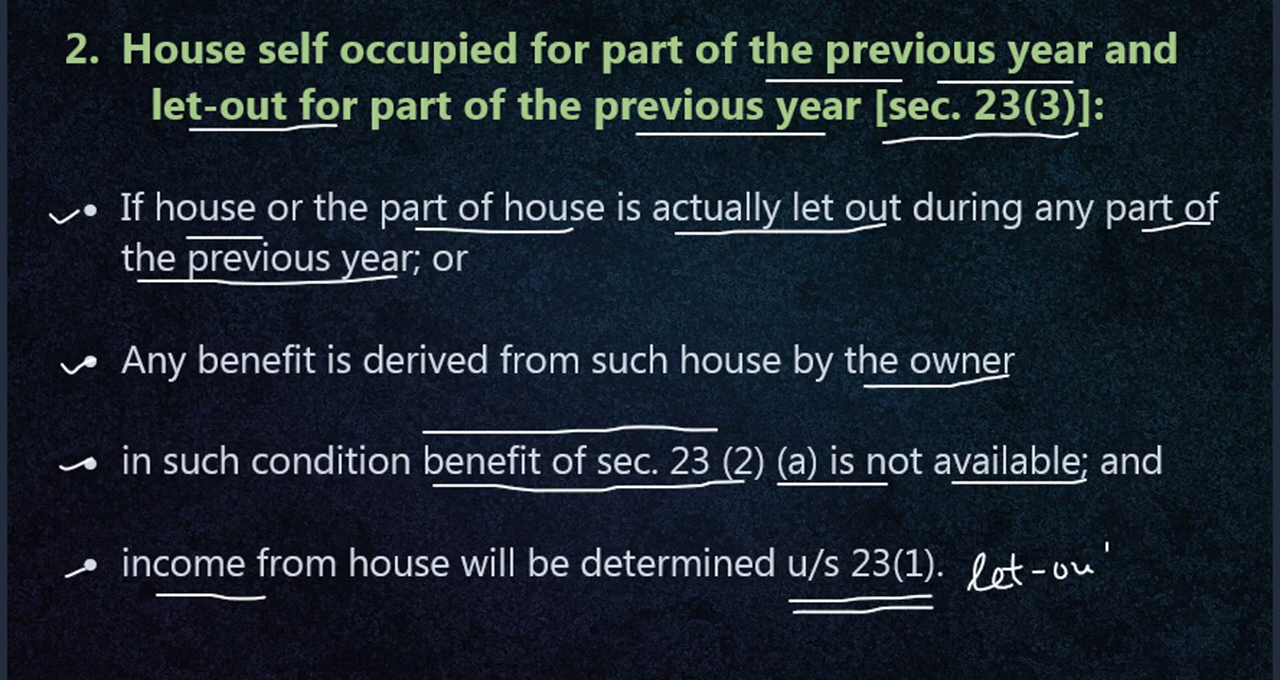 2. House self occupied for part of the previous year and
let-out for part of the previous year [sec. 23(3)]:
• If house or the part of house is actually let out during any part of
the previous year; or
• Any benefit is derived from such house by the owner
• in such condition benefit of sec. 23 (2) (a) is not available; and
• income from house will be determined u/s 23(1). let-ou'